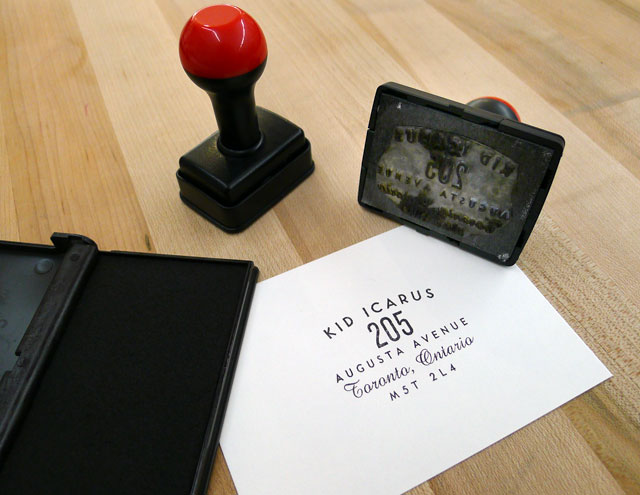 KID ICARUS
205
AUGUSTA AVENUE
Toronto, Ontario
M5T 2L4